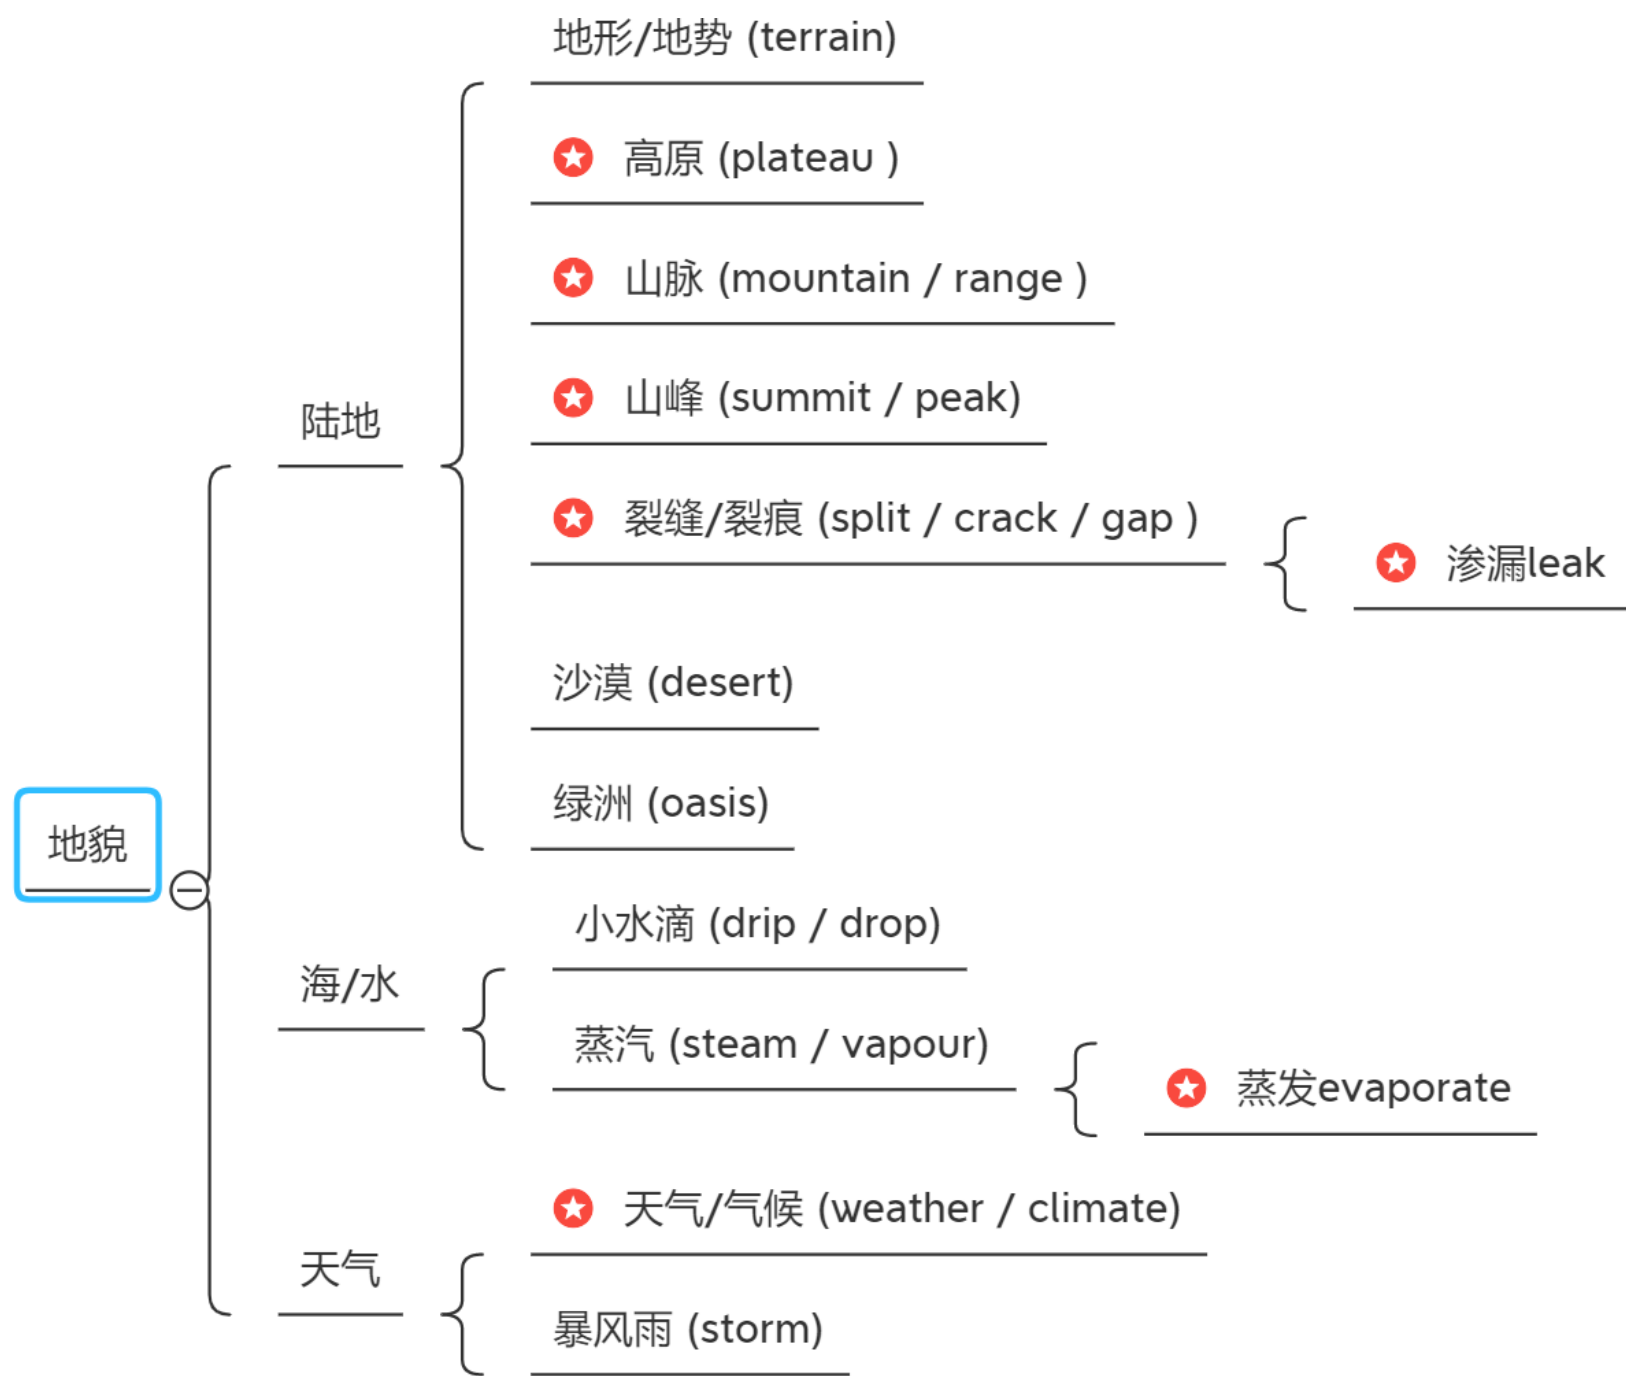 地貌
陆地
地形/地势 (terrain)
高原 (plateau )
山脉 (mountain / range )
山峰 (summit / peak)
裂缝/裂痕 (split / crack / gap )
渗漏leak
沙漠 (desert)
绿洲 (oasis)
海/水
小水滴 (drip / drop)
蒸汽 (steam / vapour)
蒸发evaporate
天气
天气/气候 (weather / climate)
暴风雨 (storm)